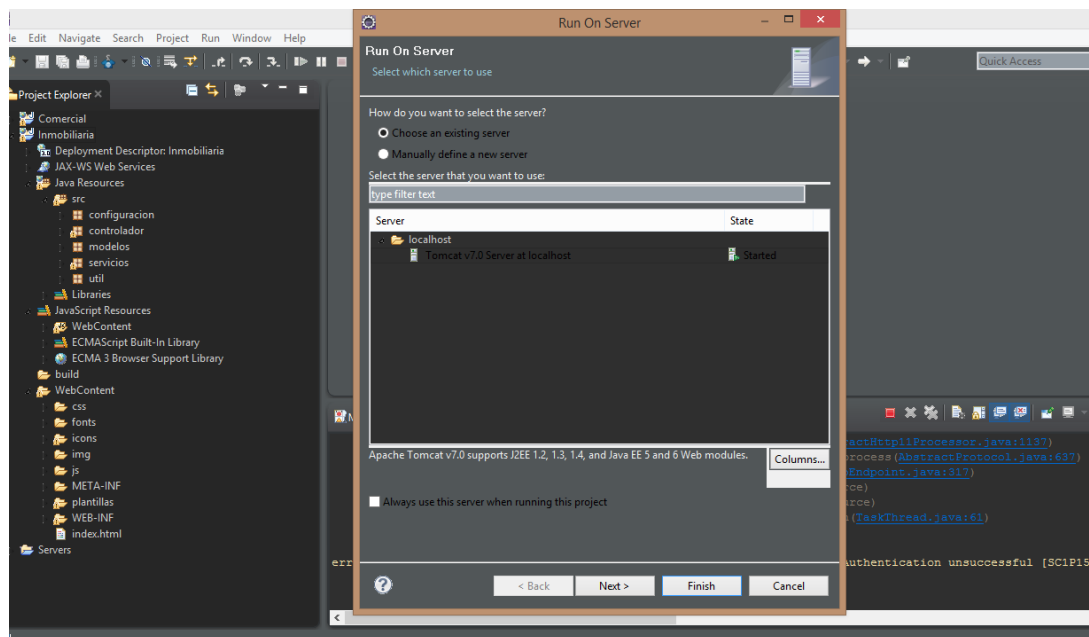 Run On Server
Edit Navigate Search Project Run Window Help
Quick Access
Project Explorer
Comercial
Inmobiliaria
Deployment Descriptor: Inmobiliaria
JAX-WS Web Services
Java Resources
src
configuracion
controlador
modelos
servicios
util
Libraries
JavaScript Resources
WebContent
ECMAScript Built-In Library
ECMA 3 Browser Support Library
build
WebContent
css
fonts
icons
img
js
META-INF
plantillas
WEB-INF
index.html
Servers
Run On Server
Select which server to use
How do you want to select the server?
Choose an existing server
Manually define a new server
Select the server that you want to use:
type filter text
Server State
localhost
Tomcat v7.0 Server at localhost Started
Apache Tomcat v7.0 supports J2EE 1.2, 1.3, 1.4, and Java EE 5 and 6 Web modules.
Columns...
Always use this server when running this project
< Back Next > Finish Cancel
actHttp11Processor.java:1137)
process(AbstractProtocol.java:637)
Endpoint.java:317)
rce)
urce)
(TaskThread.java:61)
err
Authentication unsuccessful [SC1P15